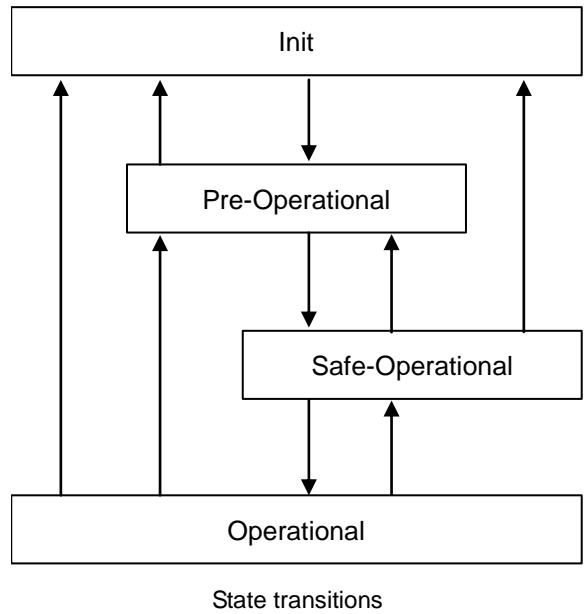 Init
Pre-Operational
Safe-Operational
Operational
State transitions